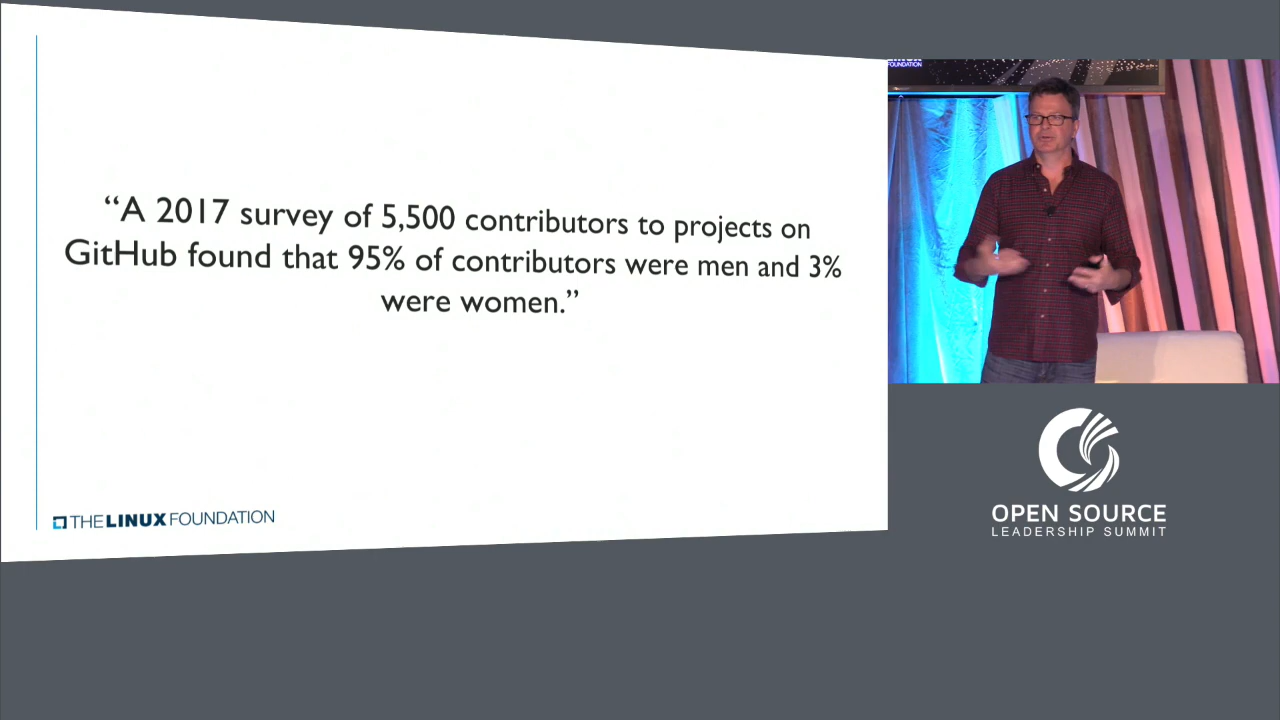 “A 2017 survey of 5,500 contributors to projects on
GitHub found that 95% of contributors were men and 3%
were women.”
THE LINUX FOUNDATION
FOUNDATION
OPEN SOURCE
LEADERSHIP SUMMIT